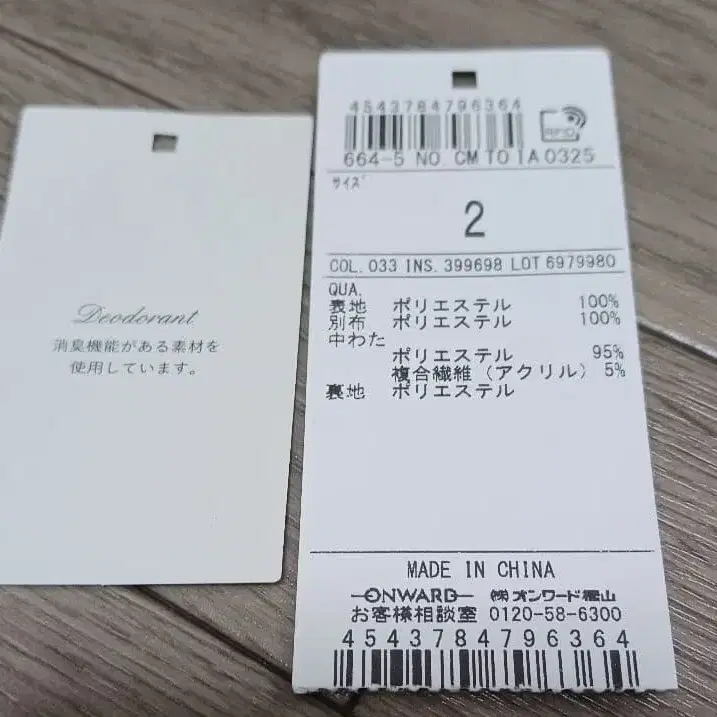 Deodorant
消臭機能がある素材を
使用しています。
4543784796364
RFID
664-5 NO CMT01A0325
サイズ
2
COL. 033 INS. 399698 LOT 6979980
QUA.
表地 ポリエステル 100%
別布 ポリエステル 100%
中わた
ポリエステル 95%
複合繊維（アクリル） 5%
裏地 ポリエステル
MADE IN CHINA
ONWARD ㈱オンワード樫山
お客様相談室 0120-58-6300
4543784796364